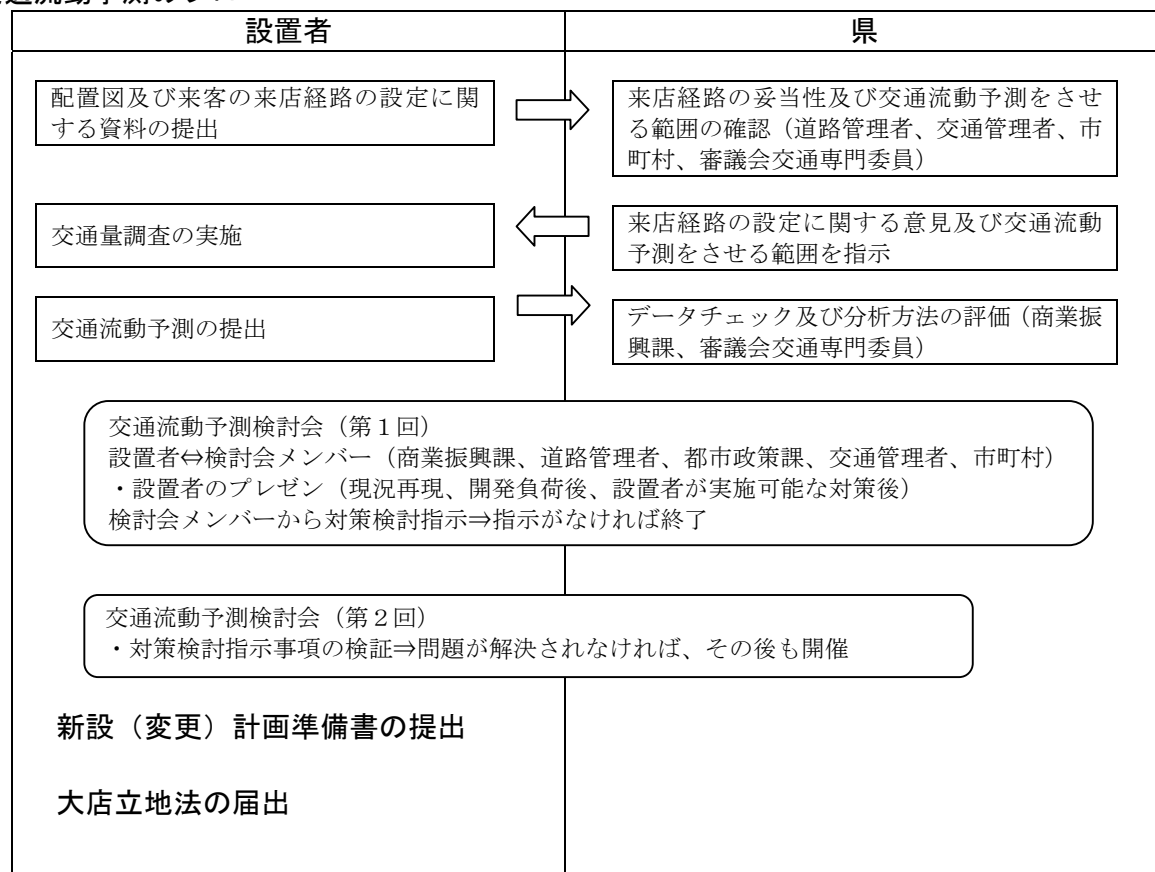 設置者
県
配置図及び来客の来店経路の設定に関
する資料の提出
来店経路の妥当性及び交通流動予測をさせ
る範囲の確認（道路管理者、交通管理者、市
町村、審議会交通専門委員）
交通量調査の実施
来店経路の設定に関する意見及び交通流動
予測をさせる範囲を指示
交通流動予測の提出
データチェック及び分析方法の評価（商業振
興課、審議会交通専門委員）
交通流動予測検討会（第１回）
設置者⇔検討会メンバー（商業振興課、道路管理者、都市政策課、交通管理者、市町村）
・設置者のプレゼン（現況再現、開発負荷後、設置者が実施可能な対策後）
検討会メンバーから対策検討指示⇒指示がなければ終了
交通流動予測検討会（第２回）
・対策検討指示事項の検証⇒問題が解決されなければ、その後も開催
新設（変更）計画準備書の提出
大店立地法の届出